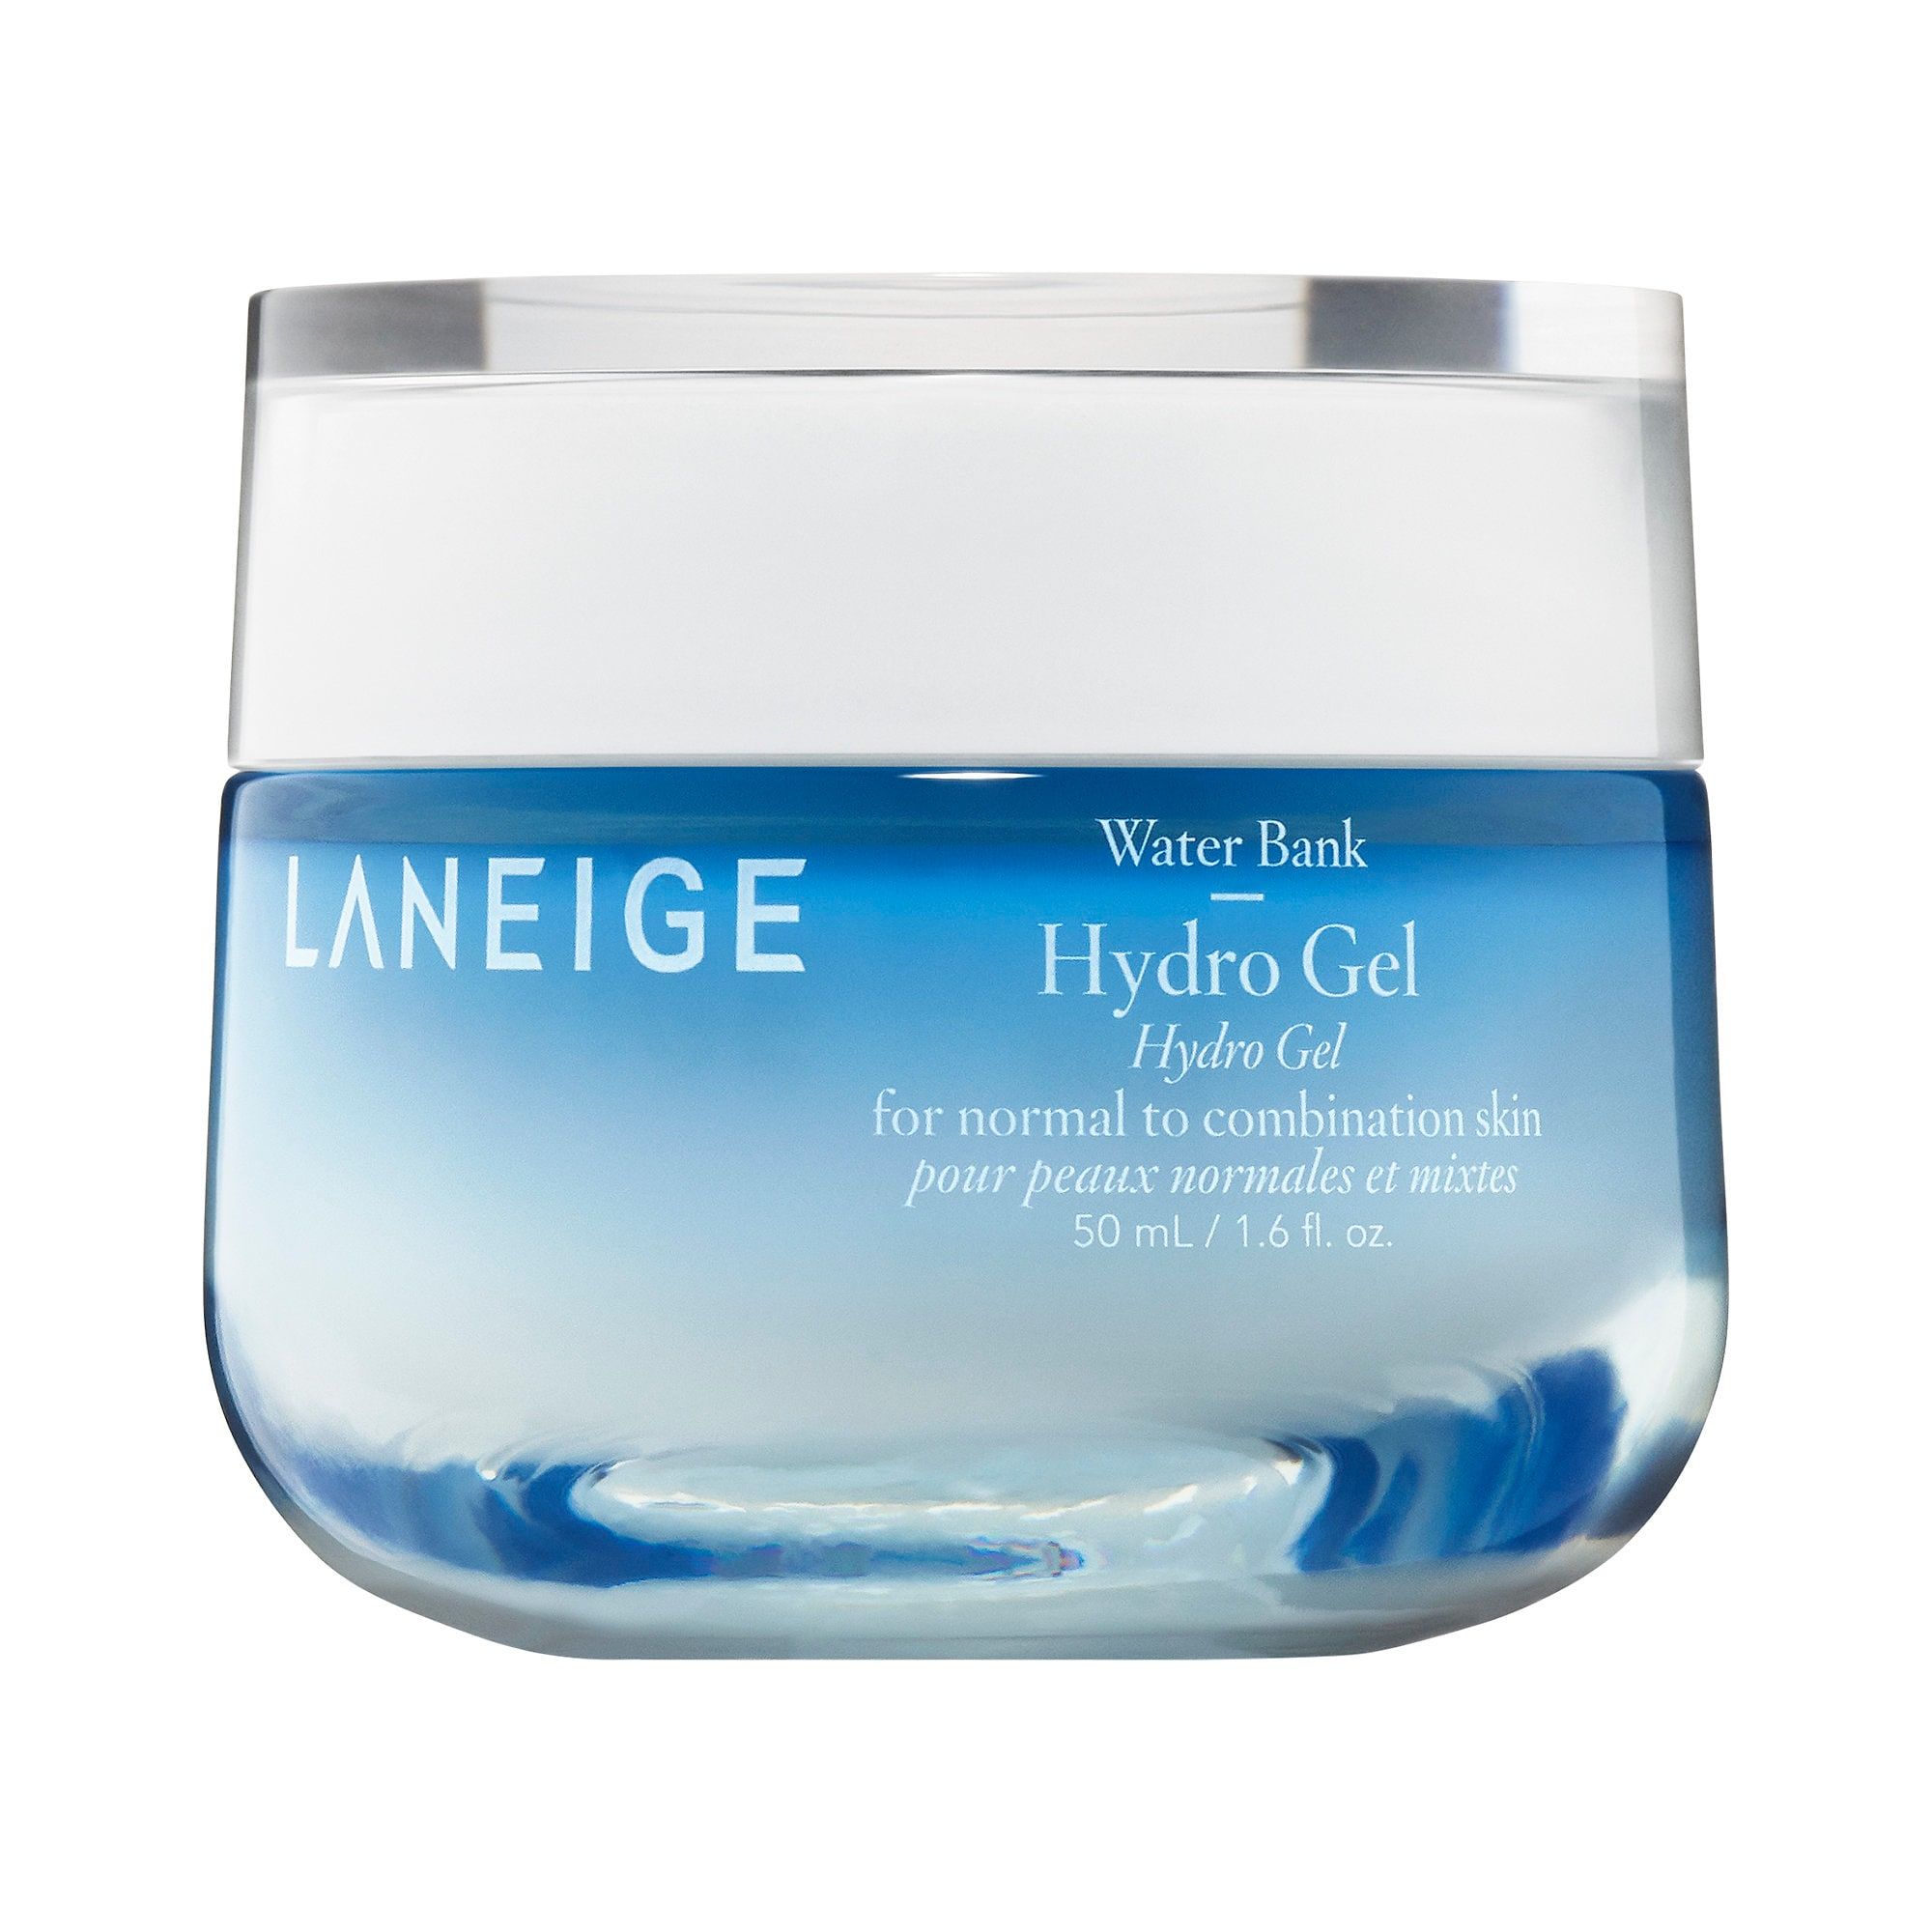 LANEIGE
Water Bank
Hydro Gel
Hydro Gel
for normal to combination skin
pour peaux normales et mixtes
50 mL / 1.6 fl. oz.